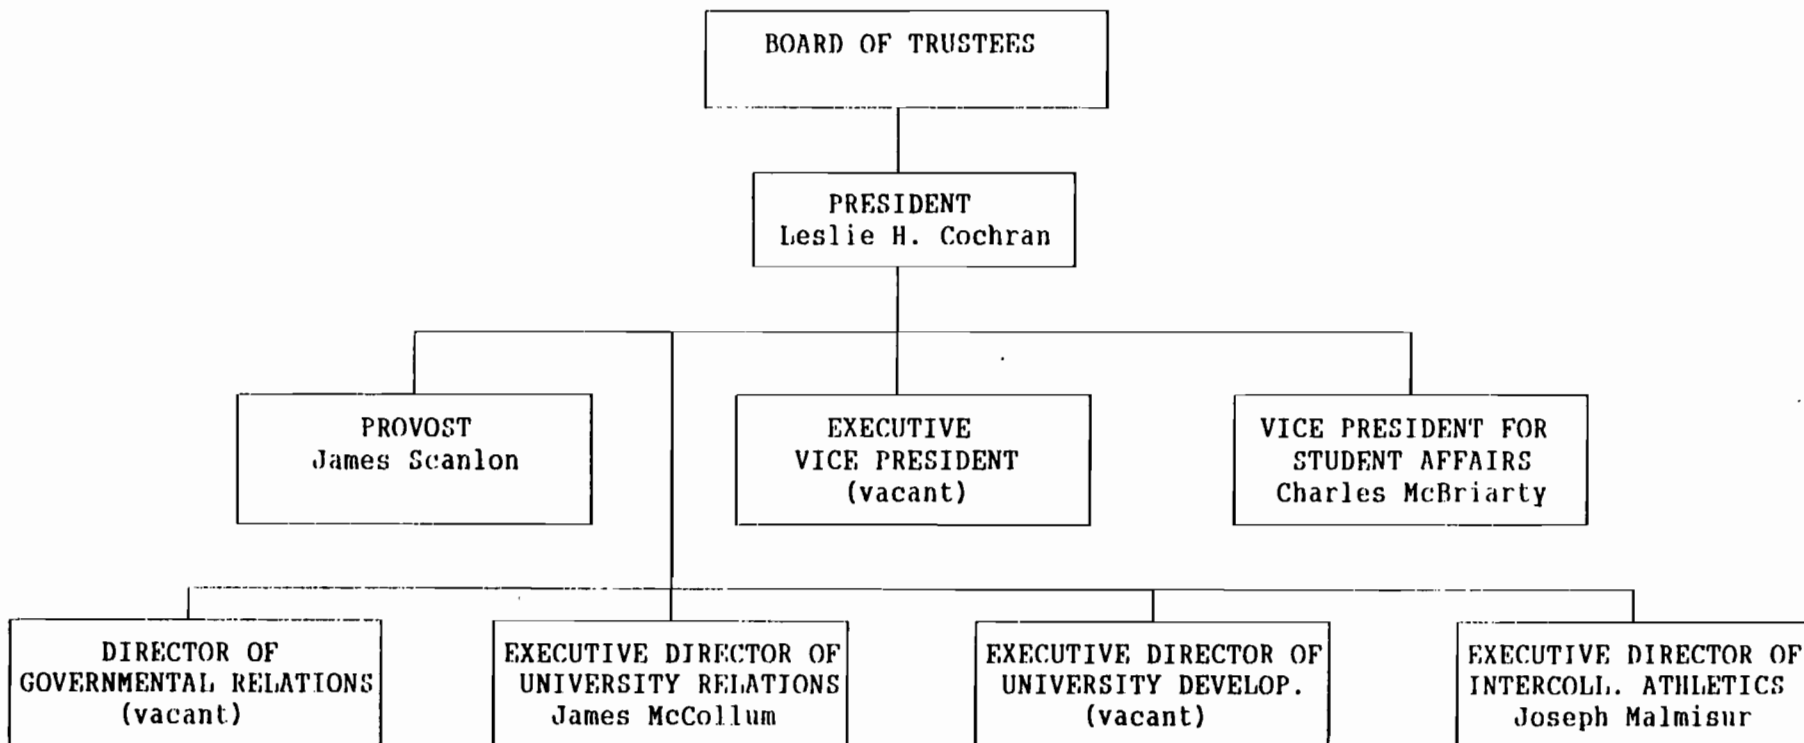 BOARD OF TRUSTEES
PRESIDENT
Leslie H. Cochran
PROVOST
James Scanlon
EXECUTIVE
VICE PRESIDENT
(vacant)
VICE PRESIDENT FOR
STUDENT AFFAIRS
Charles McBriarty
DIRECTOR OF
GOVERNMENTAL RELATIONS
(vacant)
EXECUTIVE DIRECTOR OF
UNIVERSITY RELATIONS
James McCollum
EXECUTIVE DIRECTOR OF
UNIVERSITY DEVELOP.
(vacant)
EXECUTIVE DIRECTOR OF
INTERCOLL. ATHLETICS
Joseph Malmisur